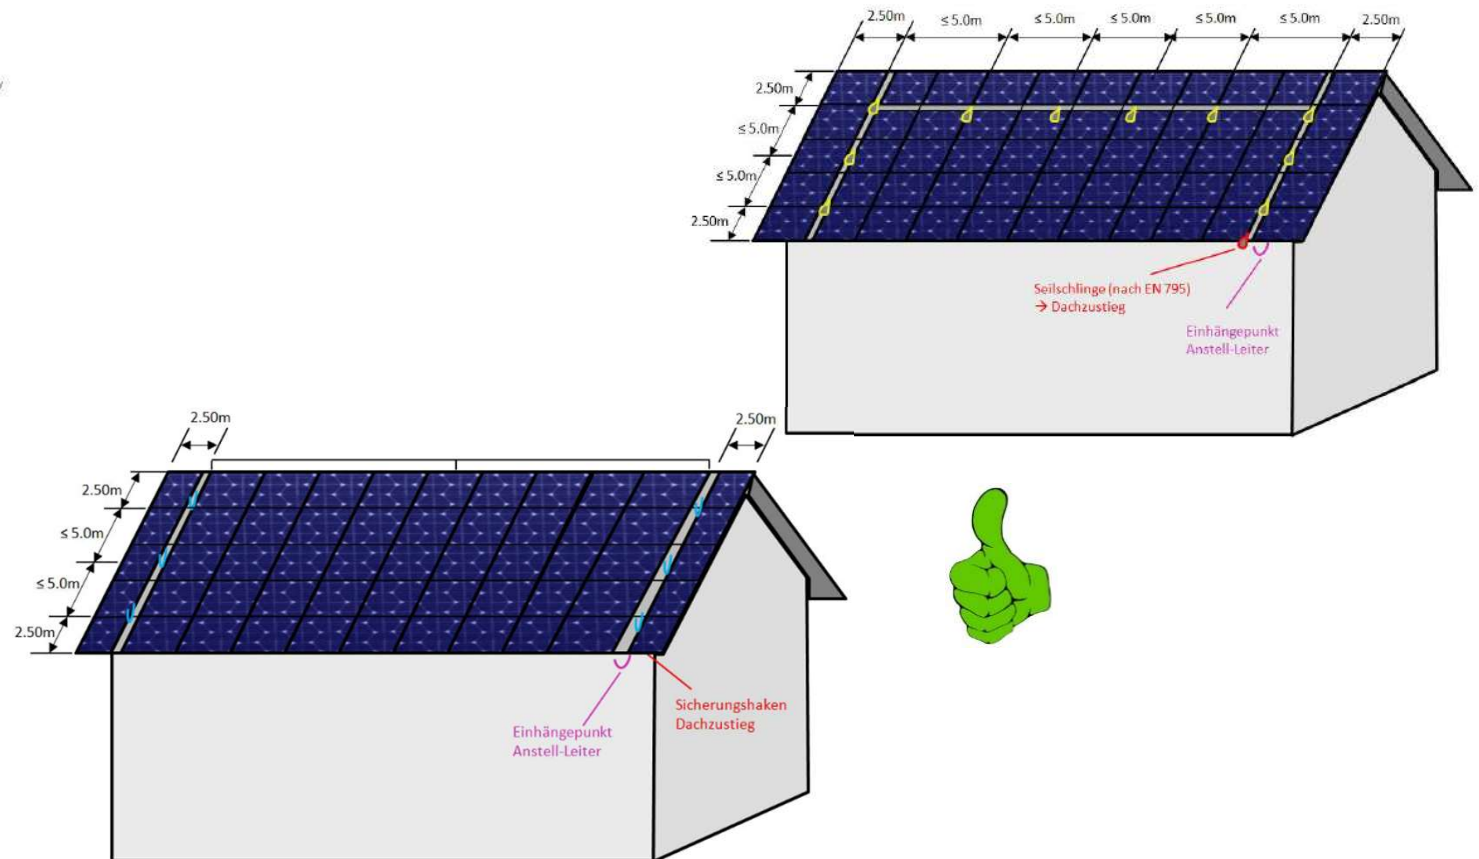 2.50m
≤ 5.0m
≤ 5.0m
≤ 5.0m
≤ 5.0m
≤ 5.0m
2.50m
2.50m
≤ 5.0m
≤ 5.0m
2.50m
Seilschlinge (nach EN 795)
→ Dachzustieg
Einhängepunkt
Anstell-Leiter
2.50m
2.50m
2.50m
≤ 5.0m
≤ 5.0m
2.50m
Sicherungshaken
Dachzustieg
Einhängepunkt
Anstell-Leiter